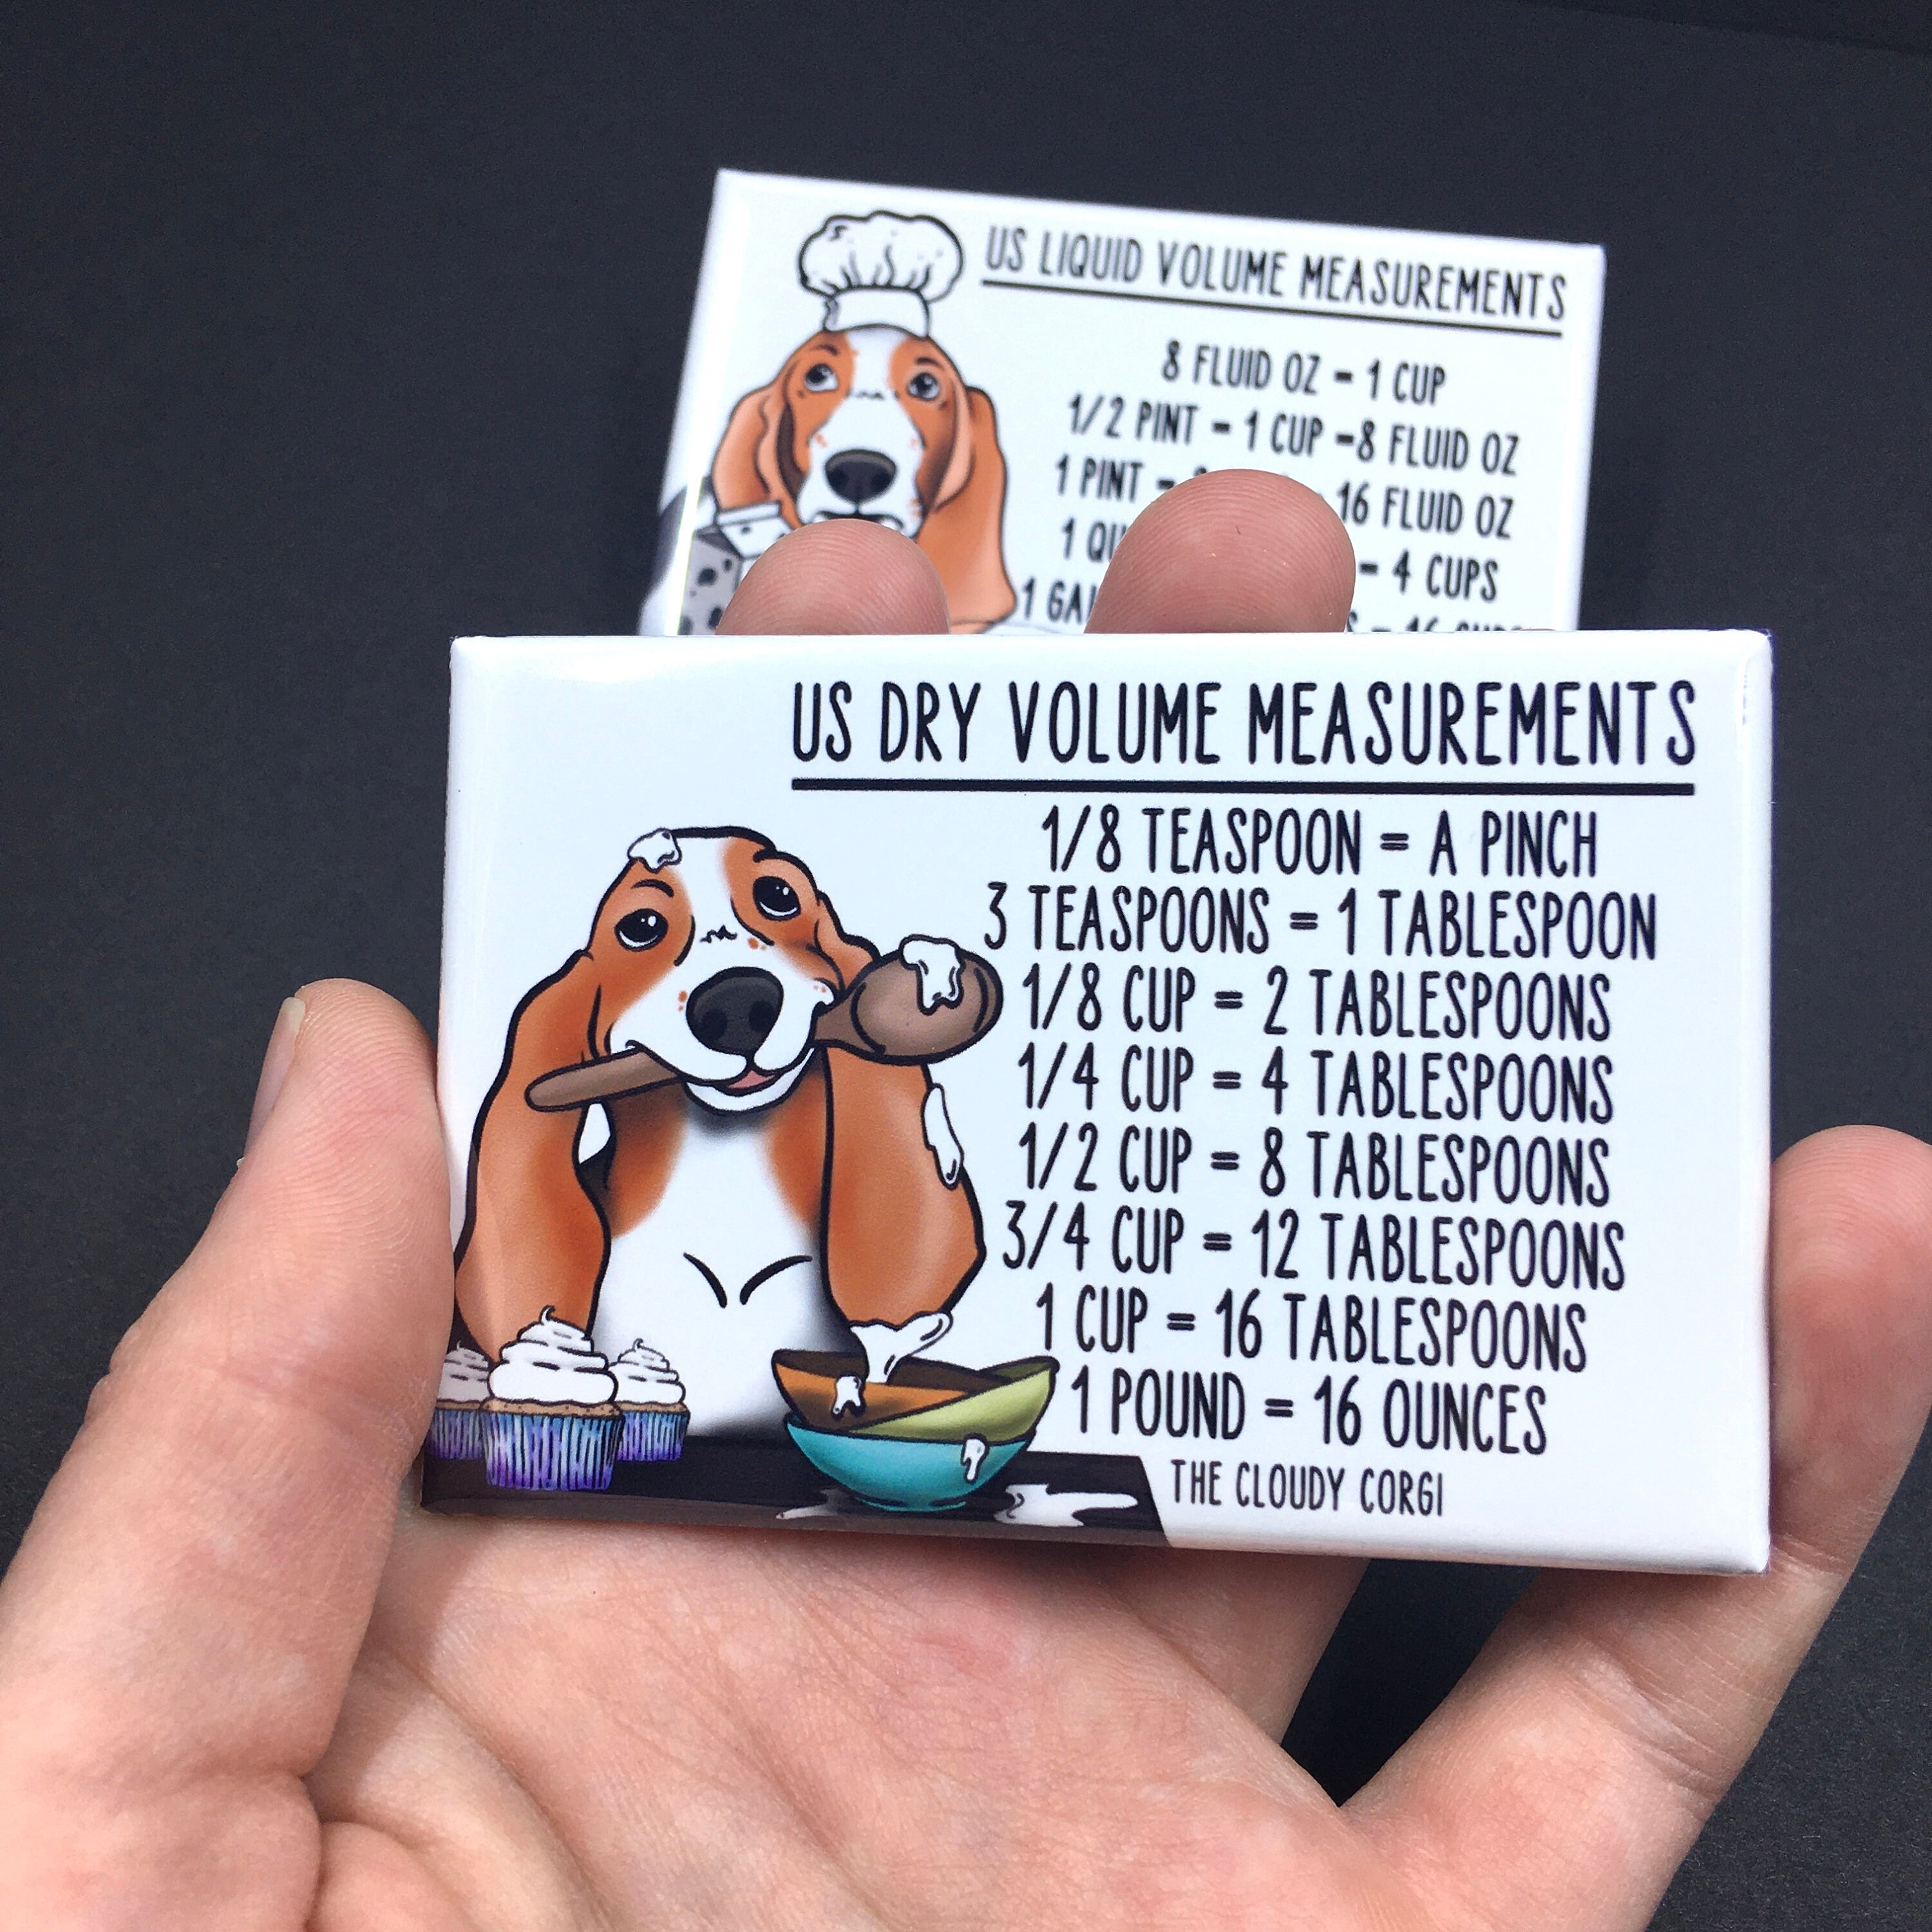 US LIQUID VOLUME MEASUREMENTS
8 FLUID OZ - 1 CUP
1/2 PINT - 1 CUP -8 FLUID OZ
1 PINT - 16 FLUID OZ
1 - 4 CUPS
1 - 16
US DRY VOLUME MEASUREMENTS
1/8 TEASPOON = A PINCH
3 TEASPOONS = 1 TABLESPOON
1/8 CUP = 2 TABLESPOONS
1/4 CUP = 4 TABLESPOONS
1/2 CUP = 8 TABLESPOONS
3/4 CUP = 12 TABLESPOONS
1 CUP = 16 TABLESPOONS
1 POUND = 16 OUNCES
THE CLOUDY CORGI